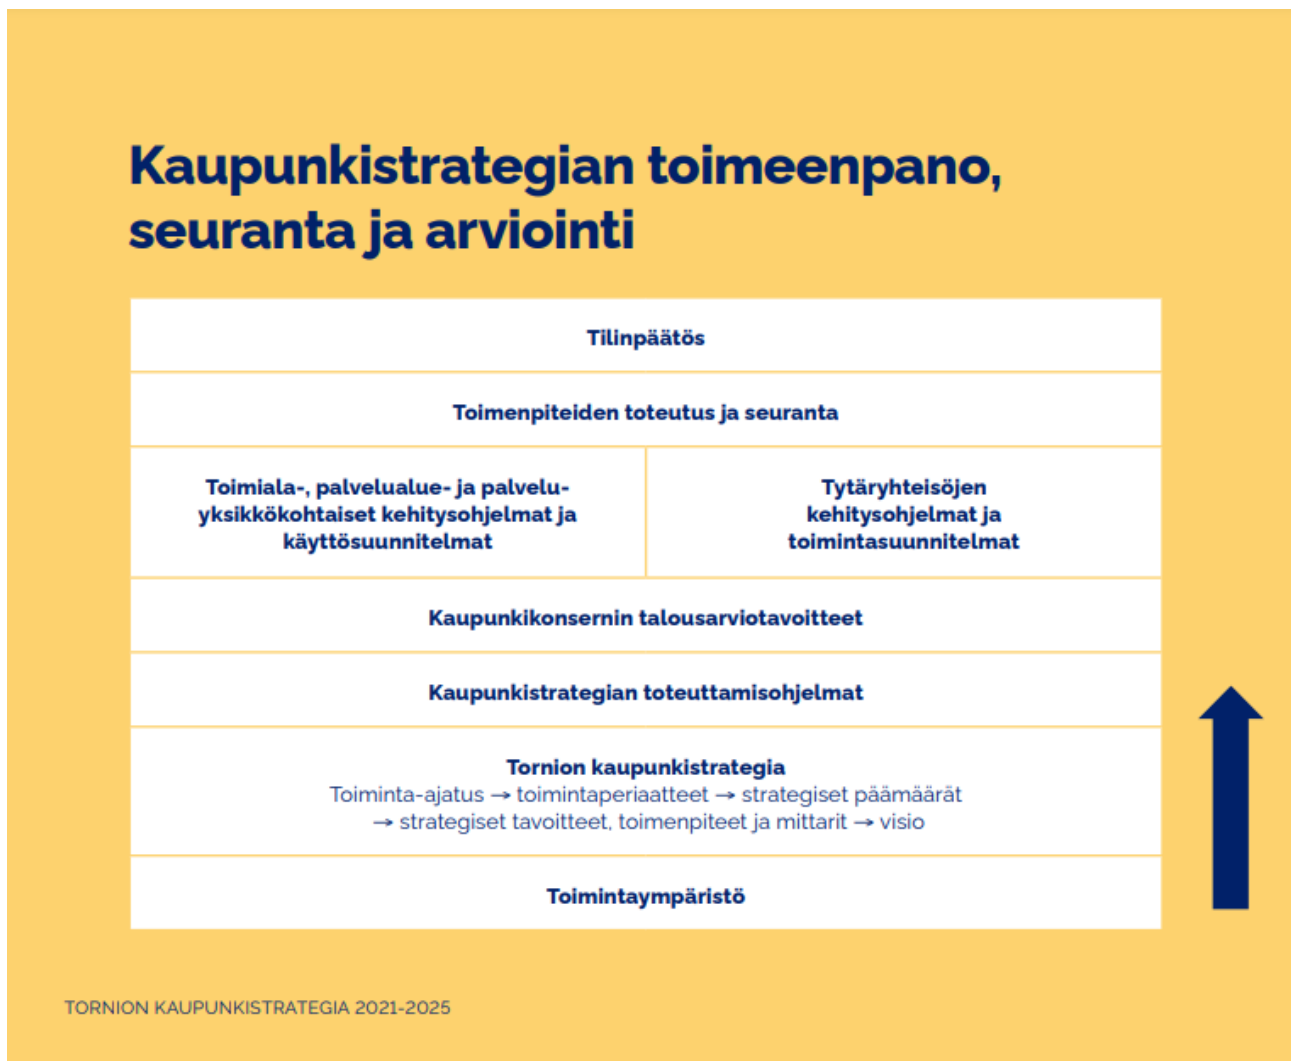 Kaupunkistrategian toimeenpano,
seuranta ja arviointi
Tilinpäätös
Toimenpiteiden toteutus ja seuranta
Toimiala-, palvelualue- ja palvelu-
yksikkökohtaiset kehitysohjelmat ja
käyttösuunnitelmat
Tytäryhteisöjen
kehitysohjelmat ja
toimintasuunnitelmat
Kaupunkikonsernin talousarviotavoitteet
Kaupunkistrategian toteuttamisohjelmat
Tornion kaupunkistrategia
Toiminta-ajatus → toimintaperiaatteet → strategiset päämäärät
→ strategiset tavoitteet, toimenpiteet ja mittarit → visio
Toimintaympäristö
TORNION KAUPUNKISTRATEGIA 2021-2025